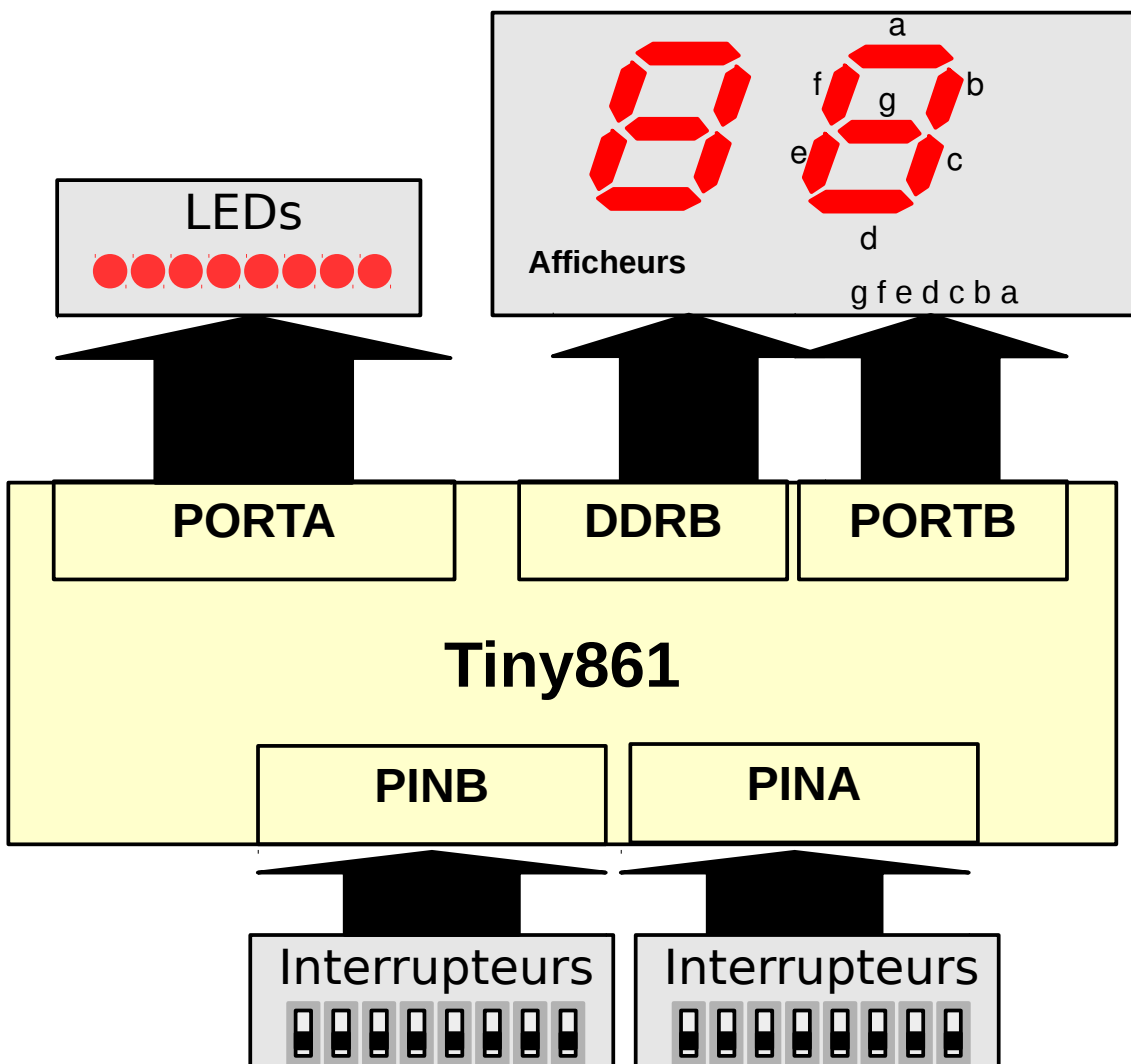 a
f
b
g
e
c
d
LEDs
Afficheurs
g f e d c b a
PORTA
DDRB
PORTB
Tiny861
PINB
PINA
Interrupteurs
Interrupteurs